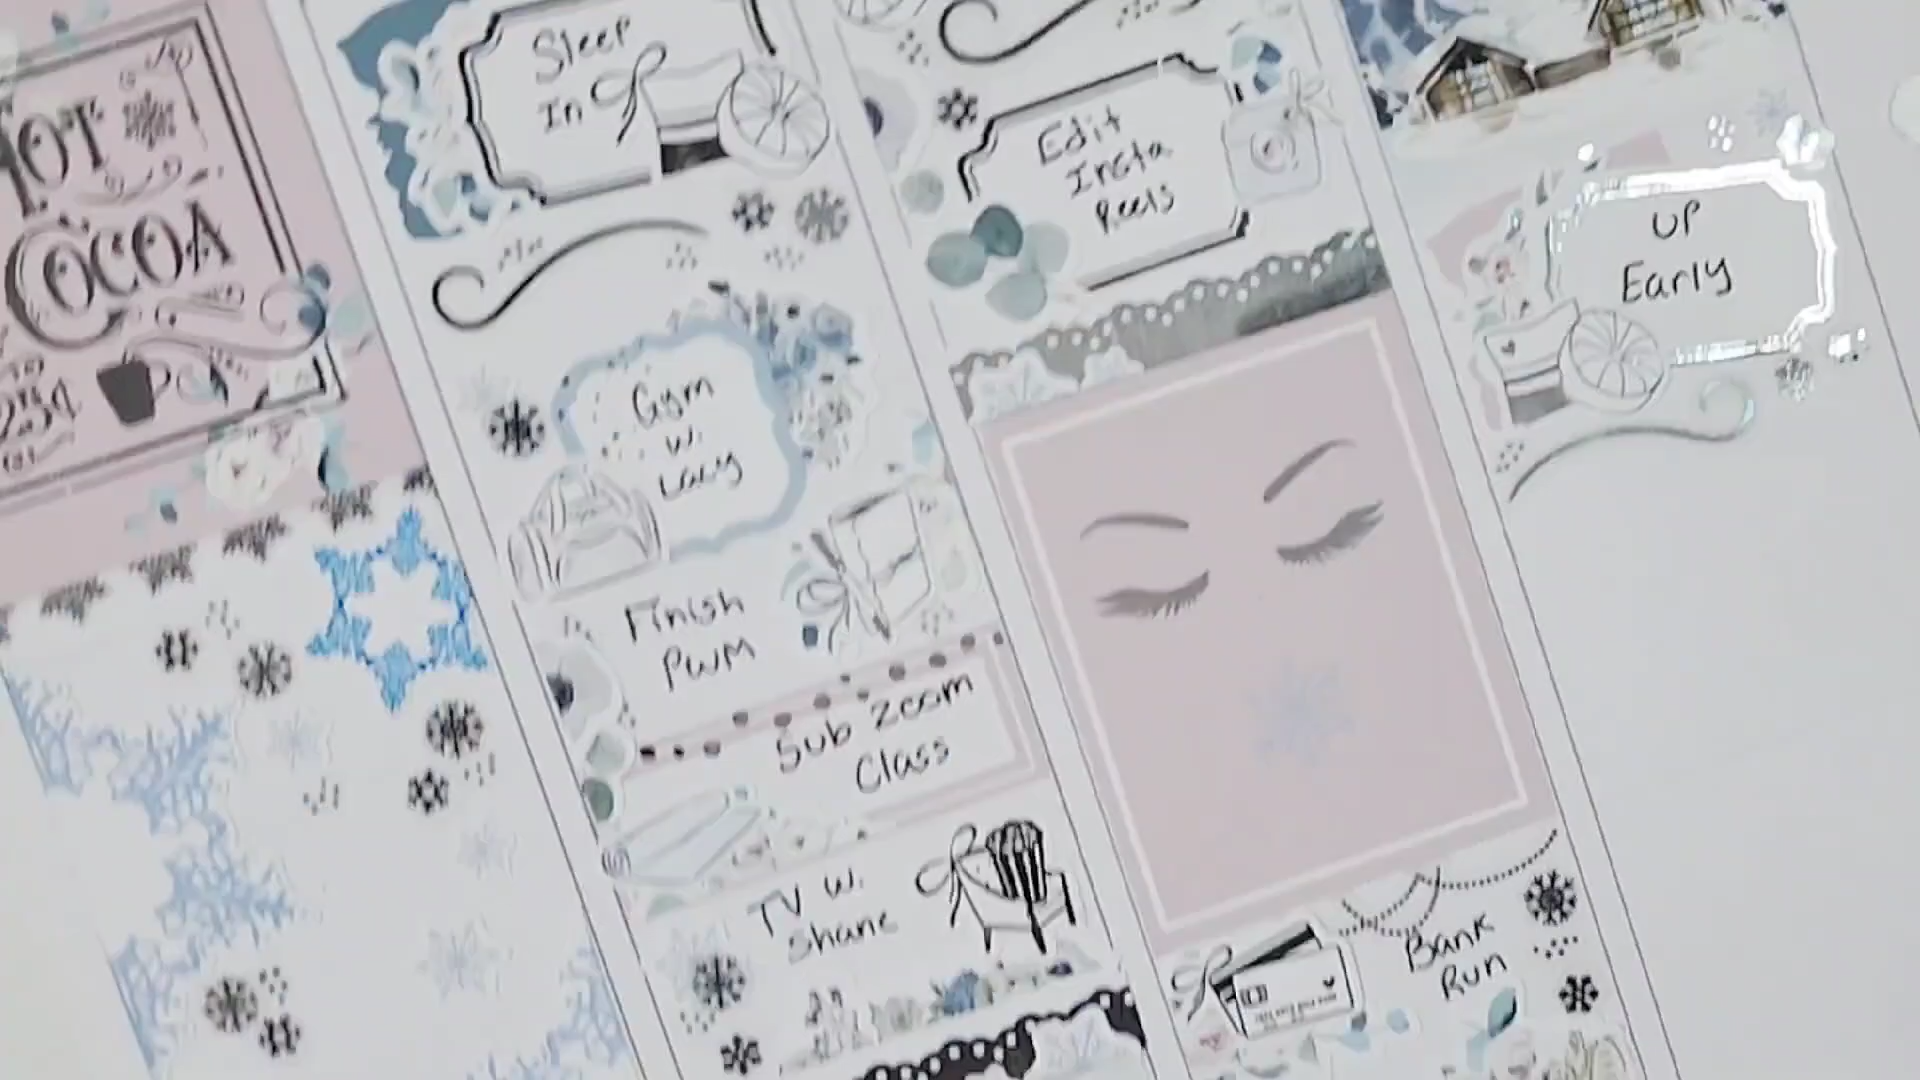 HOT
COCOA
25¢
Sleep
In
Gym
w.
Lacy
Finish
PWM
Sub Zoom
Class
TV w.
Shane
Edit
Insta
Reels
Bank
Run
UP
Early